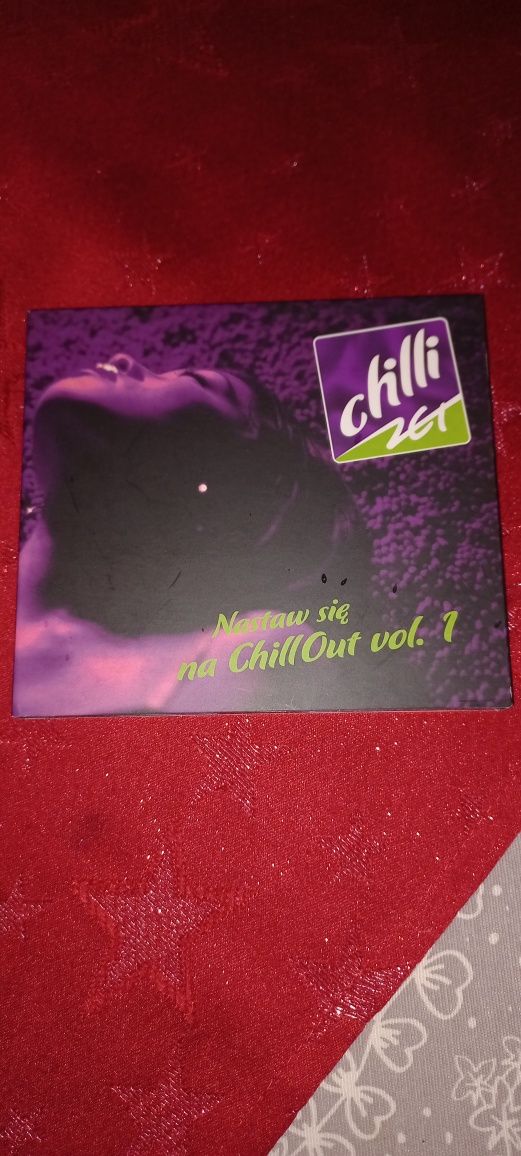 chilli
ZET
Nastaw się
na ChillOut vol. 1